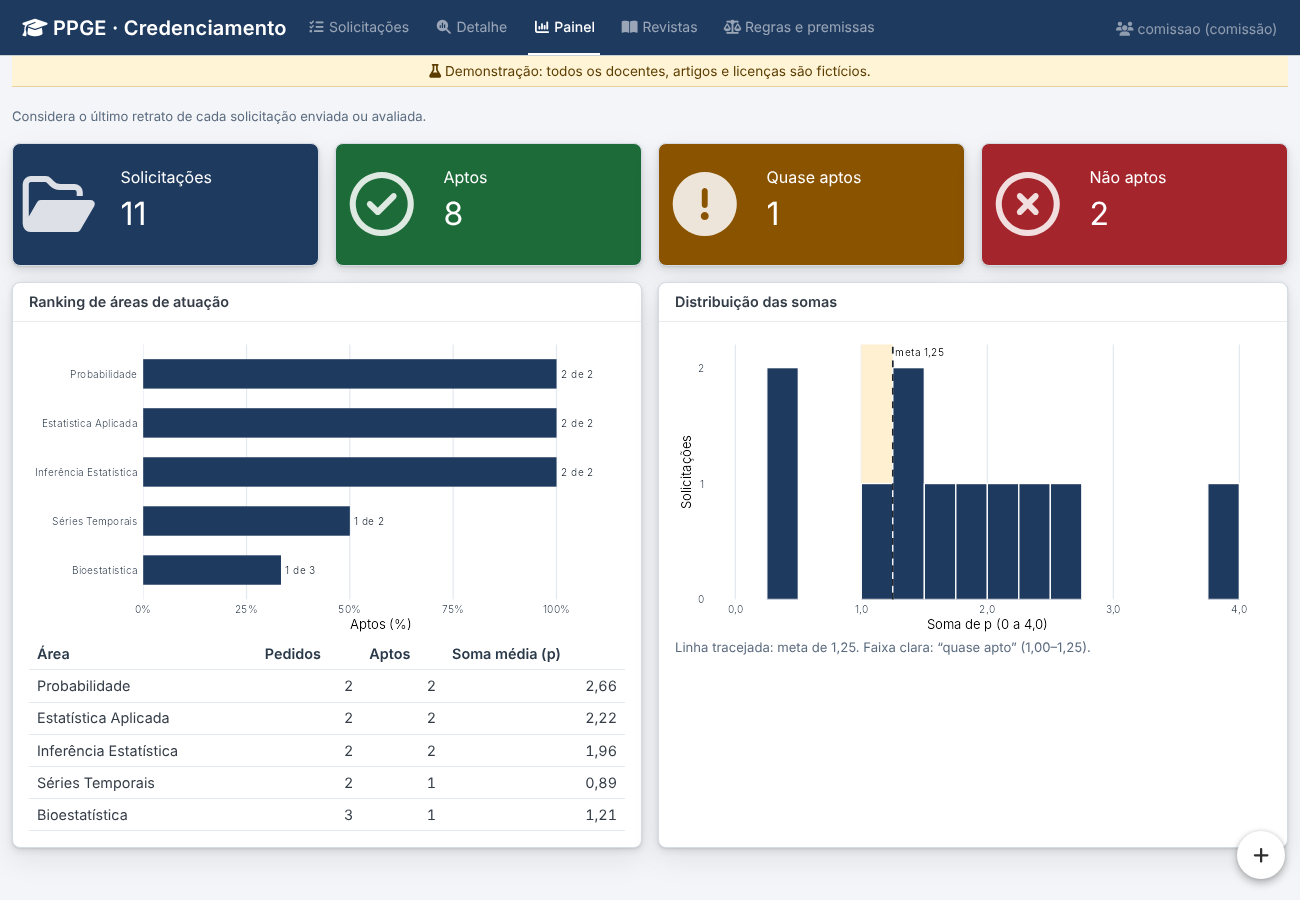 PPGE · Credenciamento
Solicitações
Detalhe
Painel
Revistas
Regras e premissas
comissao (comissão)
Demonstração: todos os docentes, artigos e licenças são fictícios.
Considera o último retrato de cada solicitação enviada ou avaliada.
Solicitações
11
Aptos
8
Quase aptos
1
Não aptos
2
Ranking de áreas de atuação
Probabilidade 2 de 2
Estatística Aplicada 2 de 2
Inferência Estatística 2 de 2
Séries Temporais 1 de 2
Bioestatística 1 de 3
0% 25% 50% 75% 100%
Aptos (%)
Área Pedidos Aptos Soma média (p)
Probabilidade 2 2 2,66
Estatística Aplicada 2 2 2,22
Inferência Estatística 2 2 1,96
Séries Temporais 2 1 0,89
Bioestatística 3 1 1,21
Distribuição das somas
meta 1,25
2
1
0
Solicitações
0,0 1,0 2,0 3,0 4,0
Soma de p (0 a 4,0)
Linha tracejada: meta de 1,25. Faixa clara: “quase apto” (1,00–1,25).